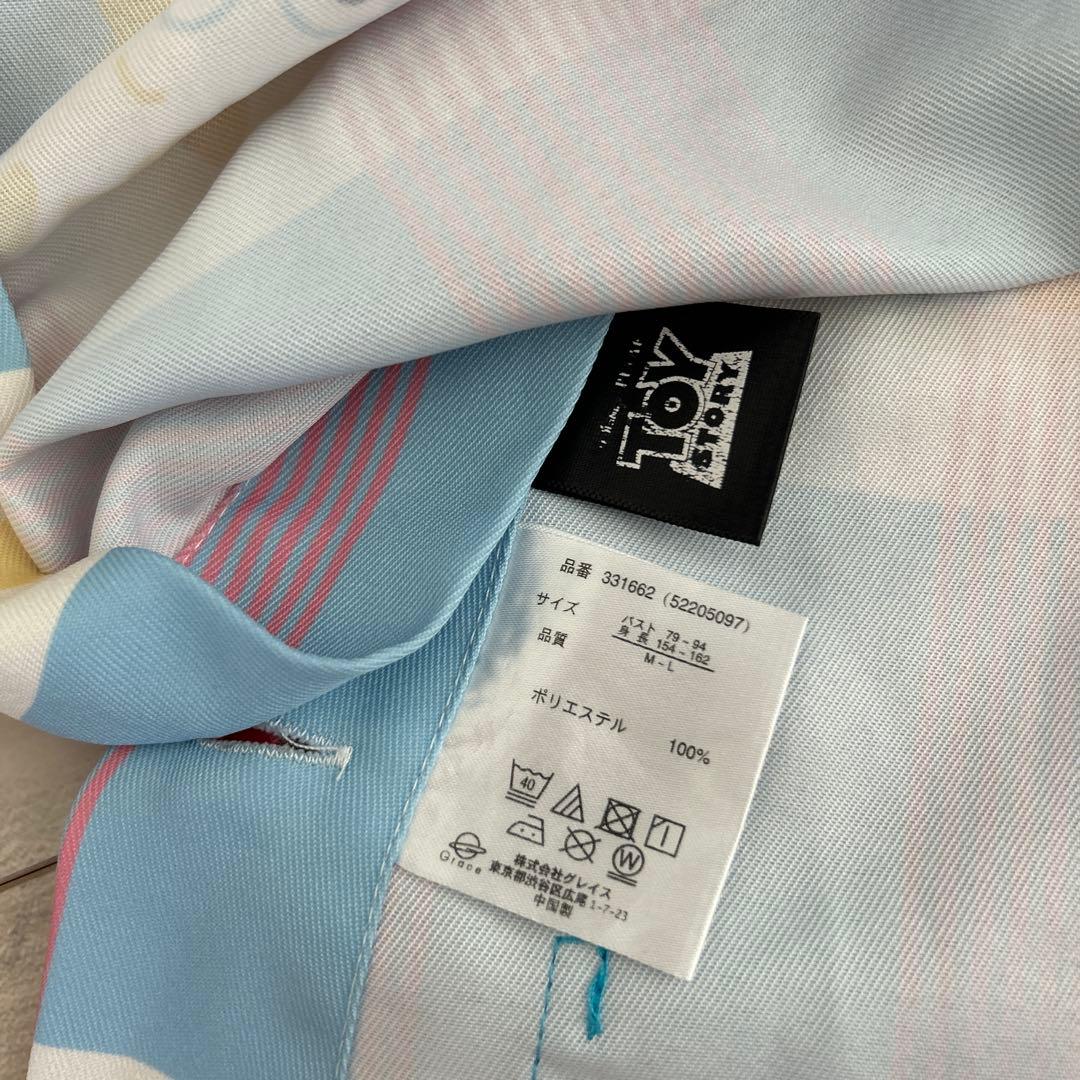 TOY
STORY
品番 331662 (52205097)
サイズ バスト 79-94
身長 154-162
M-L
品質
ポリエステル 100%
40
W
Grace
株式会社グレイス
東京都渋谷区広尾1-7-23
中国製